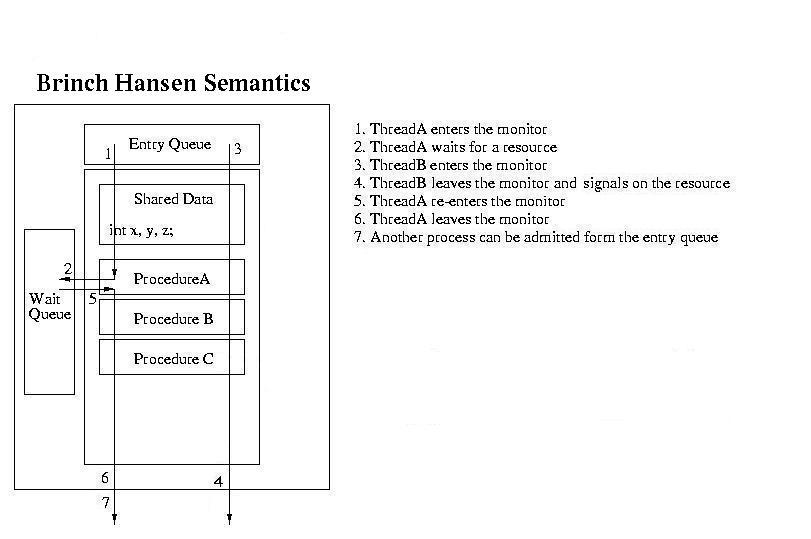 Brinch Hansen Semantics
Entry Queue
1
3
Shared Data
int x, y, z;
2
ProcedureA
5
Wait
Queue
Procedure B
Procedure C
6
4
7
1. ThreadA enters the monitor
2. ThreadA waits for a resource
3. ThreadB enters the monitor
4. ThreadB leaves the monitor and signals on the resource
5. ThreadA re-enters the monitor
6. ThreadA leaves the monitor
7. Another process can be admitted form the entry queue